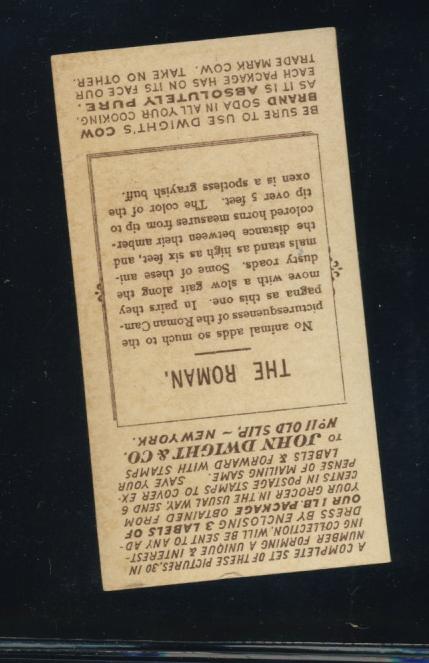 A COMPLETE SET OF THESE PICTURES, 30 IN
NUMBER FORMING A UNIQUE & INTEREST-
ING COLLECTION, WILL BE SENT TO ANY AD-
DRESS BY ENCLOSING 3 LABELS OF
OUR 1 LB. PACKAGE OBTAINED FROM
YOUR GROCER IN THE USUAL WAY, SEND 6
CENTS IN POSTAGE STAMPS TO COVER EX-
PENSE OF MAILING SAME. SAVE YOUR
LABELS & FORWARD WITH STAMPS
TO JOHN DWIGHT & CO.
Nº 11 OLD SLIP, ~ NEW YORK.
THE ROMAN.
No animal adds so much to the
picturesqueness of the Roman Cam-
pagna as this one. In pairs they
move with a slow gait along the
dusty roads. Some of these ani-
mals stand as high as six feet, and
the distance between their amber-
colored horns measures from tip to
tip over 5 feet. The color of the
oxen is a spotless grayish buff.
BE SURE TO USE DWIGHT'S COW
BRAND SODA IN ALL YOUR COOKING.
AS IT IS ABSOLUTELY PURE.
EACH PACKAGE HAS ON ITS FACE OUR
TRADE MARK COW. TAKE NO OTHER.